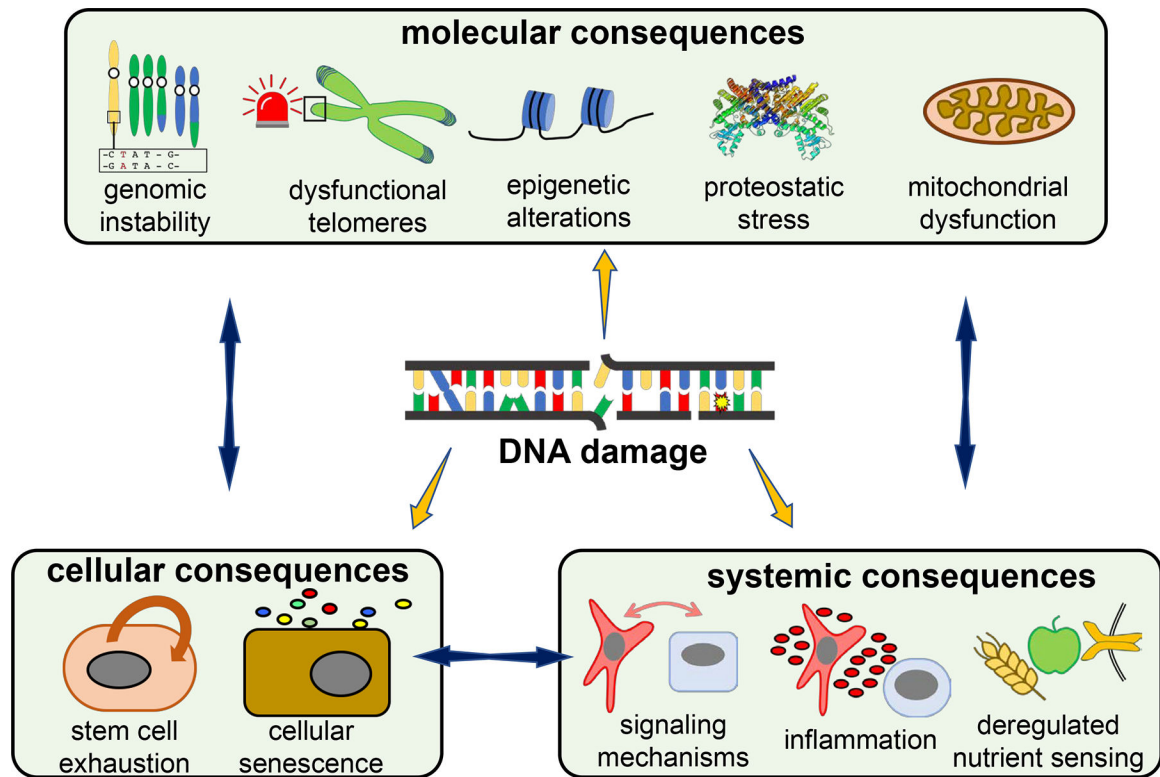 molecular consequences
-C T A T - G-
-G A T A - C-
genomic
instability
dysfunctional
telomeres
epigenetic
alterations
proteostatic
stress
mitochondrial
dysfunction
DNA damage
cellular consequences
stem cell
exhaustion
cellular
senescence
systemic consequences
signaling
mechanisms
inflammation
deregulated
nutrient sensing